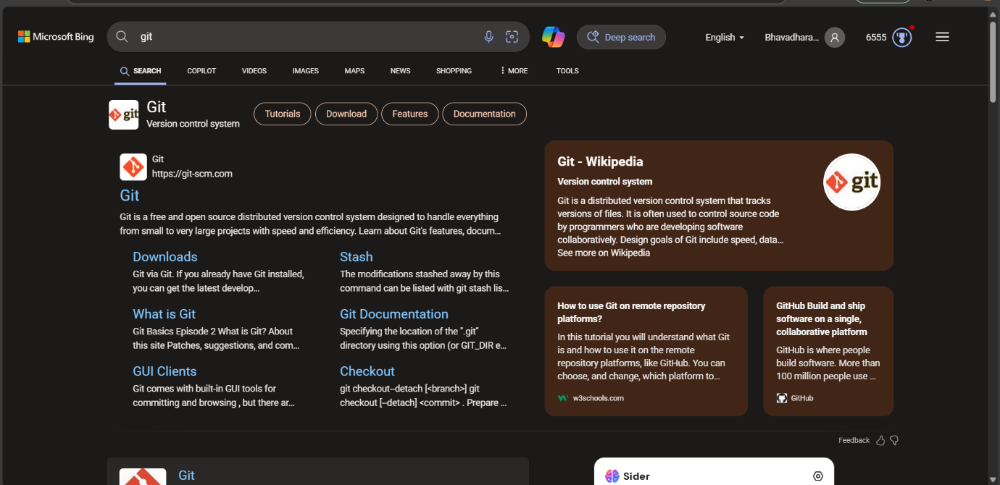 Microsoft Bing
git
Deep search
English
Bhavadhara...
6555
SEARCH
COPILOT
VIDEOS
IMAGES
MAPS
NEWS
SHOPPING
MORE
TOOLS
git
Git
Version control system
Tutorials
Download
Features
Documentation
Git
https://git-scm.com
Git
Git is a free and open source distributed version control system designed to handle everything
from small to very large projects with speed and efficiency. Learn about Git's features, docum...
Downloads
Git via Git. If you already have Git installed,
you can get the latest develop...
Stash
The modifications stashed away by this
command can be listed with git stash lis...
What is Git
Git Basics Episode 2 What is Git? About
this site Patches, suggestions, and com...
Git Documentation
Specifying the location of the ".git"
directory using this option (or GIT_DIR e...
GUI Clients
Git comes with built-in GUI tools for
committing and browsing , but there ar...
Checkout
git checkout--detach [<branch>] git
checkout [--detach] <commit> . Prepare ...
Git - Wikipedia
Version control system
Git is a distributed version control system that tracks
versions of files. It is often used to control source code
by programmers who are developing software
collaboratively. Design goals of Git include speed, data...
See more on Wikipedia
git
How to use Git on remote repository
platforms?
In this tutorial you will understand what Git
is and how to use it on the remote
repository platforms, like GitHub. You can
choose, and change, which platform to...
w3schools.com
GitHub Build and ship
software on a single,
collaborative platform
GitHub is where people
build software. More than
100 million people use ...
GitHub
Feedback
Git
Sider